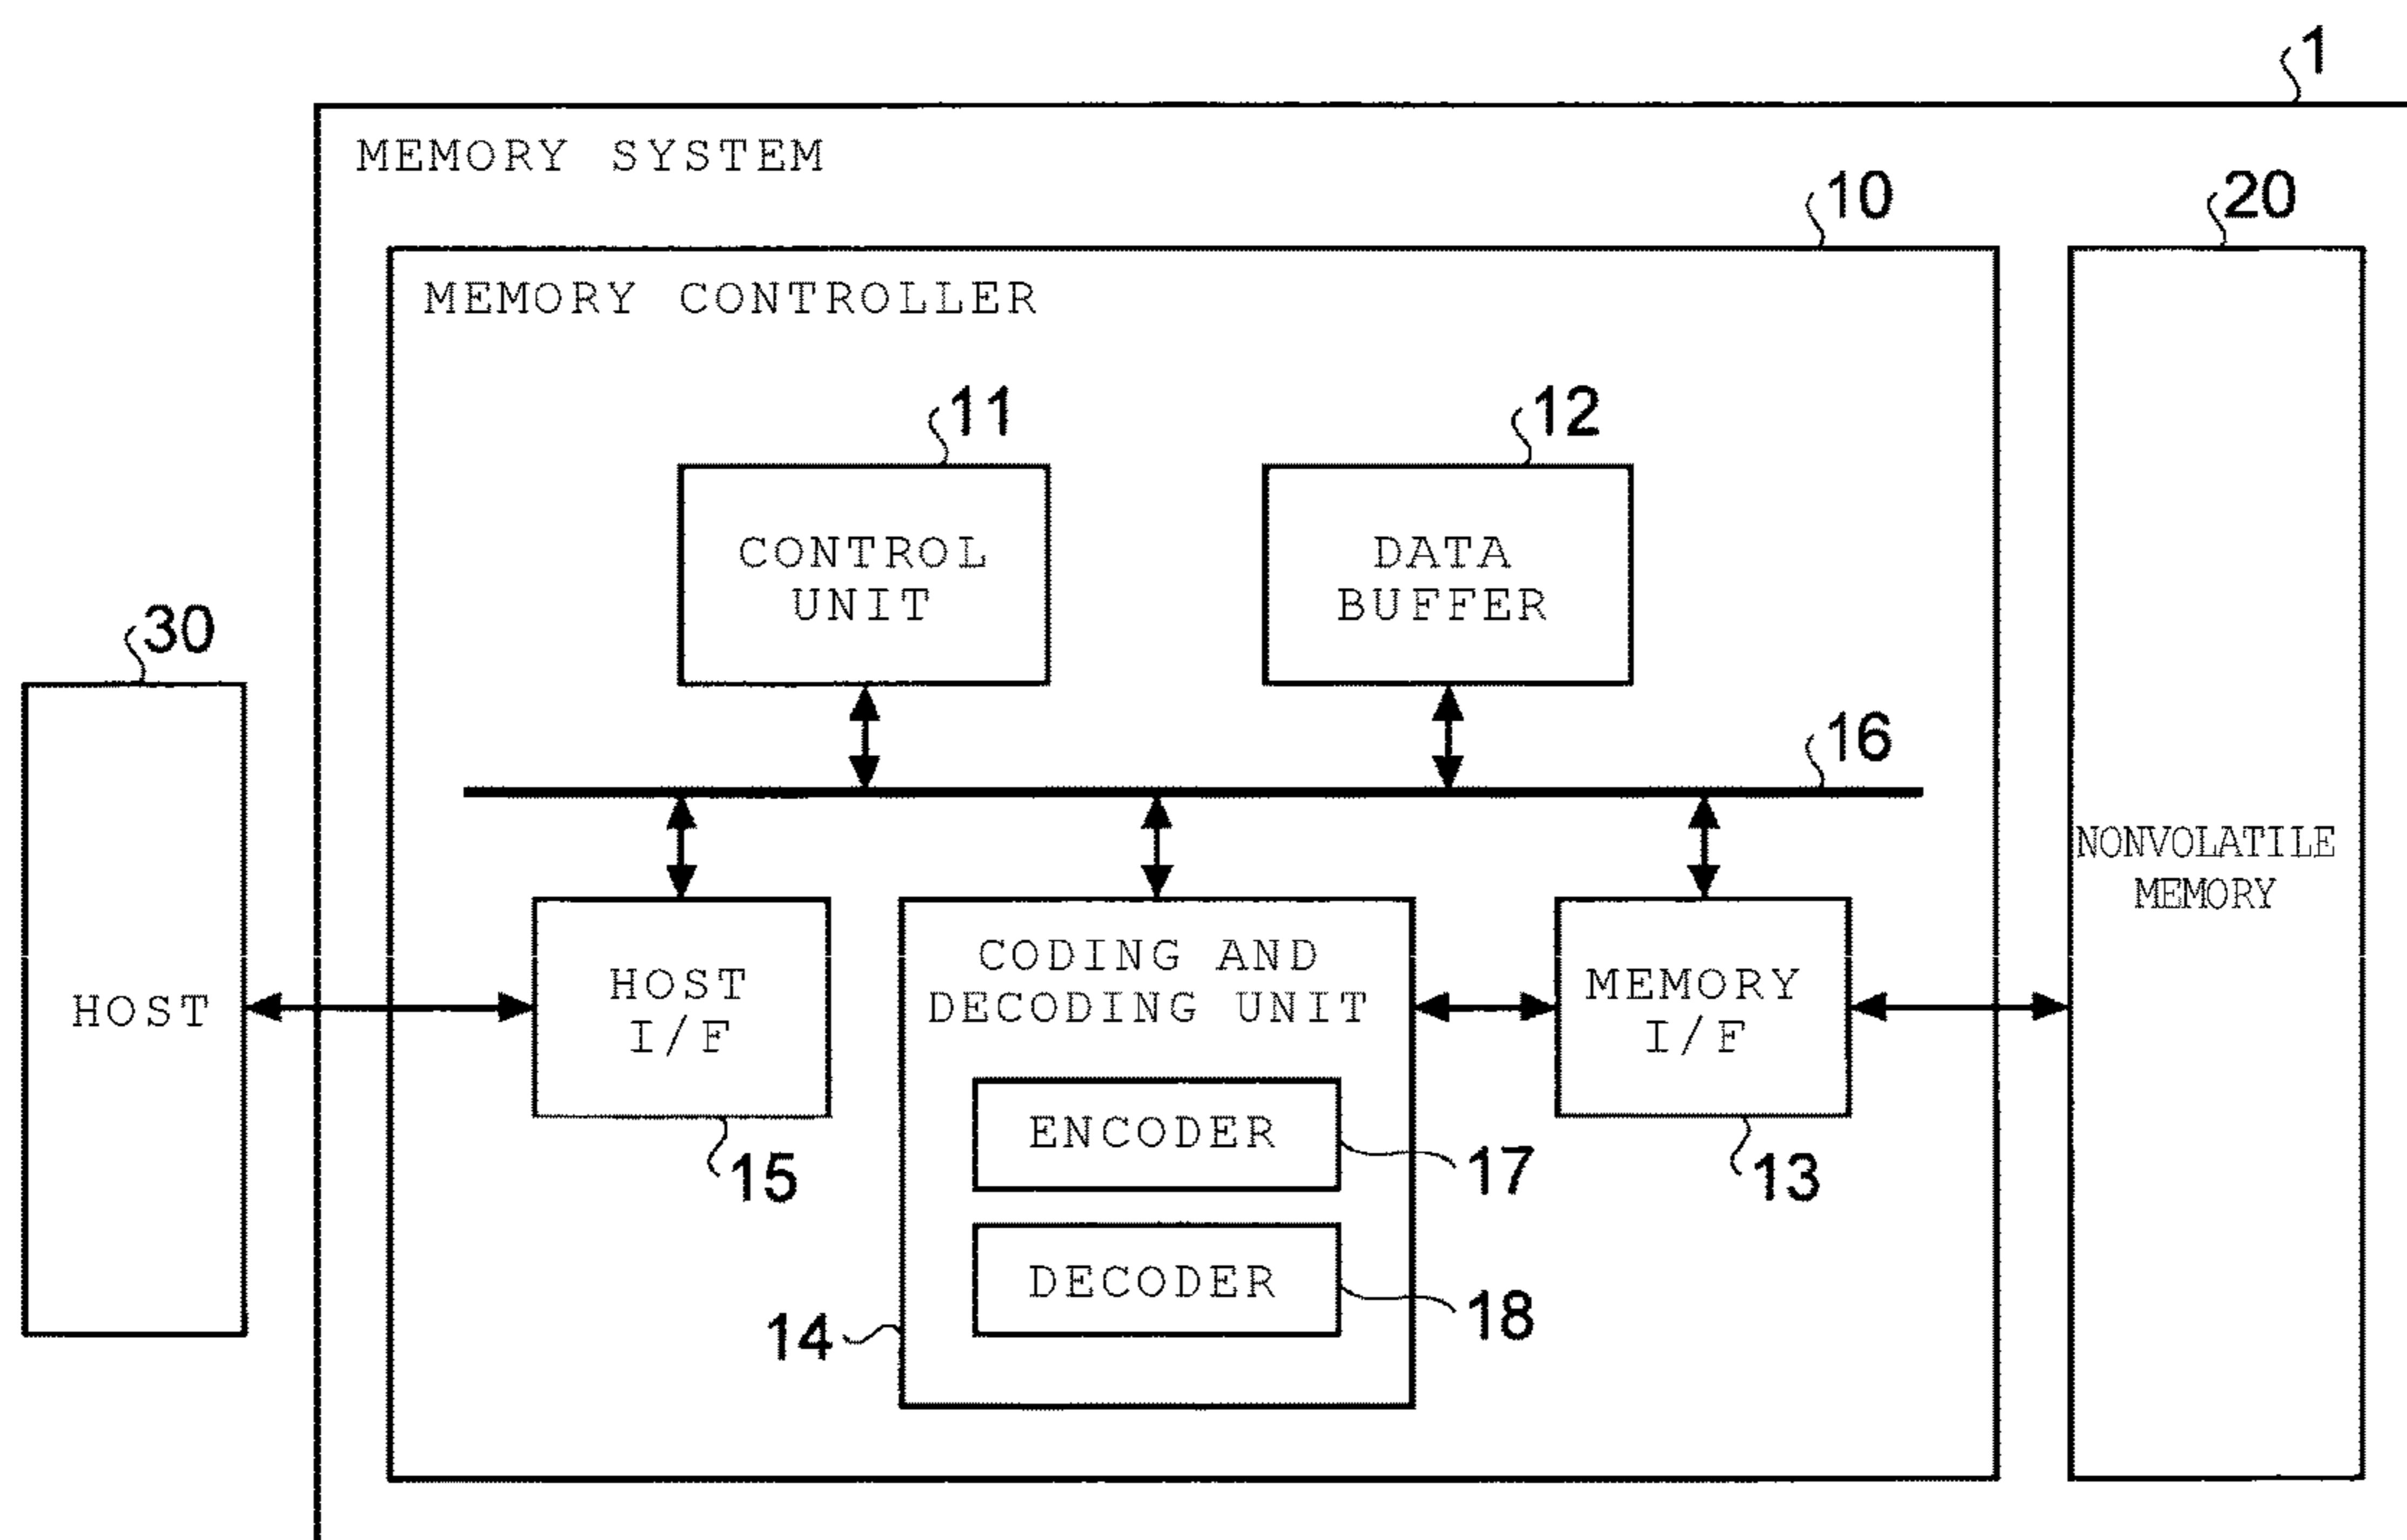 1
MEMORY SYSTEM
10
20
MEMORY CONTROLLER
11
12
CONTROL
UNIT
DATA
BUFFER
30
16
NONVOLATILE
MEMORY
HOST
HOST
I/F
CODING AND
DECODING UNIT
MEMORY
I/F
ENCODER
17
15
13
DECODER
18
14